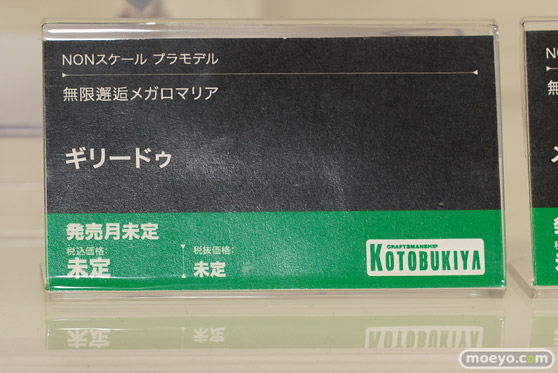 NONスケール プラモデル
無限邂逅メガロマリア
ギリードゥ
発売月未定
税込価格:
税抜価格:
未定
未定
CRAFTSMANSHIP
KOTOBUKIYA
moeyo.com